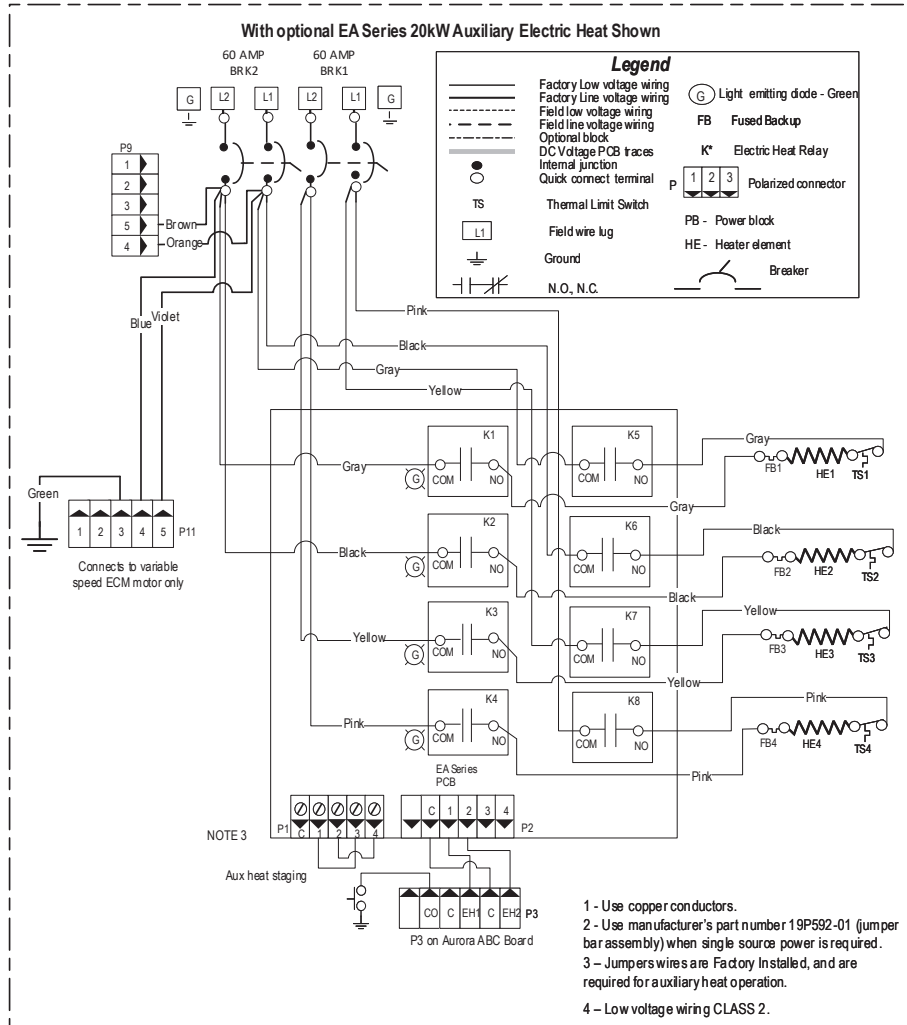 With optional EA Series 20kW Auxiliary Electric Heat Shown
60 AMP
BRK2
60 AMP
BRK1
G
L2
L1
L2
L1
G
Legend
Factory Low voltage wiring
Factory Line voltage wiring
Field low voltage wiring
Field line voltage wiring
Optional block
DC Voltage PCB traces
Internal junction
Quick connect terminal
TS
Thermal Limit Switch
L1
Field wire lug
Ground
N.O., N.C.
G
Light emitting diode - Green
FB
Fused Backup
K*
Electric Heat Relay
P
1 2 3
Polarized connector
PB - Power block
HE - Heater element
Breaker
P9
1
2
3
5
4
Brown
Orange
Blue
Violet
Pink
Black
Gray
Yellow
Green
1 2 3 4 5
P11
Connects to variable
speed ECM motor only
Gray
G
K1
COM
NO
K5
COM
NO
Gray
Gray
FB1
HE1
TS1
Black
G
K2
COM
NO
K6
COM
NO
Black
Black
FB2
HE2
TS2
Yellow
G
K3
COM
NO
K7
COM
NO
Yellow
Yellow
FB3
HE3
TS3
Pink
G
K4
COM
NO
K8
COM
NO
Pink
Pink
FB4
HE4
TS4
EA Series
PCB
NOTE 3
P1
C 1 2 3 4
C 1 2 3 4
P2
Aux heat staging
CO C EH1 C EH2
P3
P3 on Aurora ABC Board
1 - Use copper conductors.
2 - Use manufacturer's part number 19P592-01 (jumper
bar assembly) when single source power is required.
3 – Jumpers wires are Factory Installed, and are
required for auxiliary heat operation.
4 – Low voltage wiring CLASS 2.